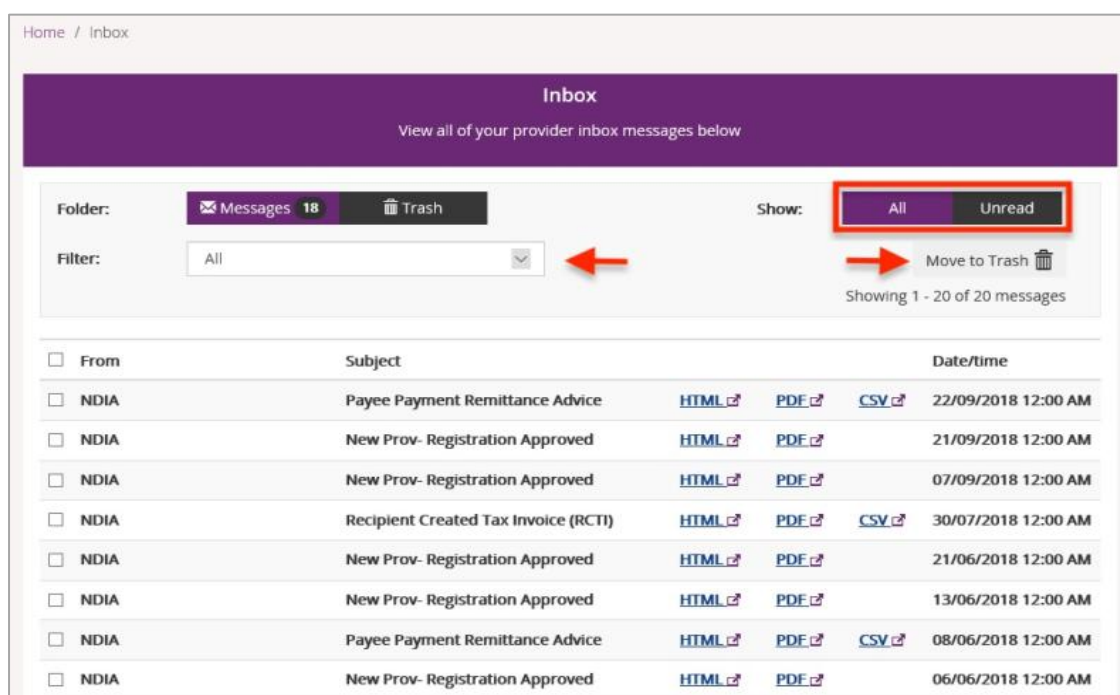 Home / Inbox
Inbox
View all of your provider inbox messages below
Folder: Messages 18 Trash Show: All Unread
Filter: All Move to Trash
Showing 1 - 20 of 20 messages
From Subject Date/time
NDIA Payee Payment Remittance Advice HTML PDF CSV 22/09/2018 12:00 AM
NDIA New Prov- Registration Approved HTML PDF 21/09/2018 12:00 AM
NDIA New Prov- Registration Approved HTML PDF 07/09/2018 12:00 AM
NDIA Recipient Created Tax Invoice (RCTI) HTML PDF CSV 30/07/2018 12:00 AM
NDIA New Prov- Registration Approved HTML PDF 21/06/2018 12:00 AM
NDIA New Prov- Registration Approved HTML PDF 13/06/2018 12:00 AM
NDIA Payee Payment Remittance Advice HTML PDF CSV 08/06/2018 12:00 AM
NDIA New Prov- Registration Approved HTML PDF 06/06/2018 12:00 AM